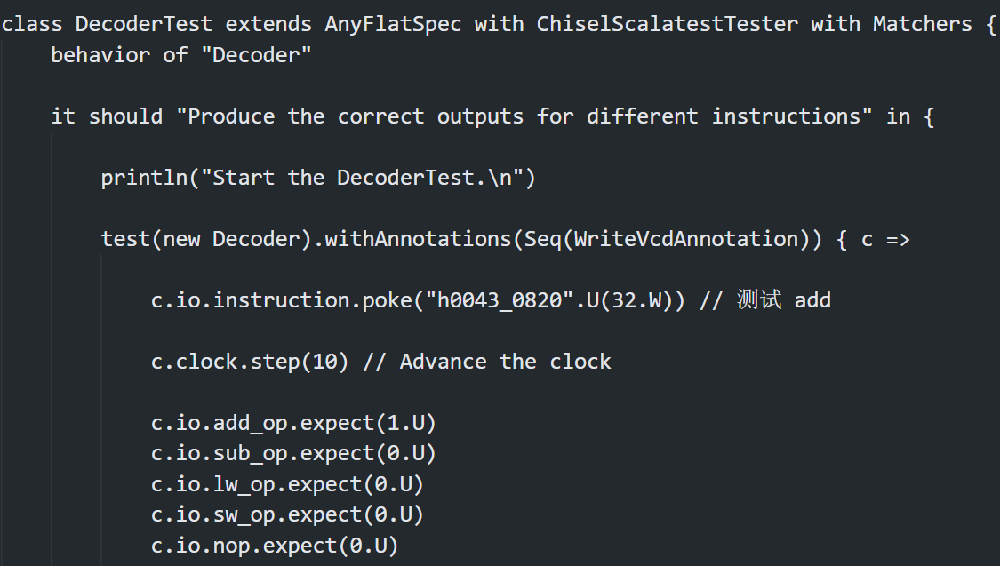 class DecoderTest extends AnyFlatSpec with ChiselScalatestTester with Matchers {
behavior of "Decoder"
it should "Produce the correct outputs for different instructions" in {
println("Start the DecoderTest.\n")
test(new Decoder).withAnnotations(Seq(WriteVcdAnnotation)) { c =>
c.io.instruction.poke("h0043_0820".U(32.W)) // 测试 add
c.clock.step(10) // Advance the clock
c.io.add_op.expect(1.U)
c.io.sub_op.expect(0.U)
c.io.lw_op.expect(0.U)
c.io.sw_op.expect(0.U)
c.io.nop.expect(0.U)